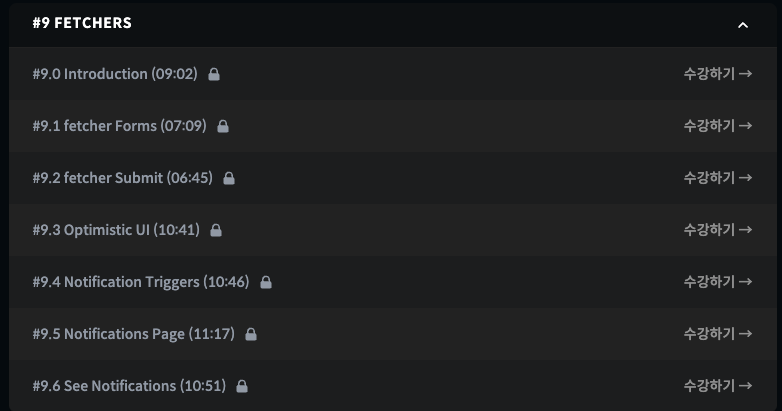 #9 FETCHERS
#9.0 Introduction (09:02) 수강하기 →
#9.1 fetcher Forms (07:09) 수강하기 →
#9.2 fetcher Submit (06:45) 수강하기 →
#9.3 Optimistic UI (10:41) 수강하기 →
#9.4 Notification Triggers (10:46) 수강하기 →
#9.5 Notifications Page (11:17) 수강하기 →
#9.6 See Notifications (10:51) 수강하기 →